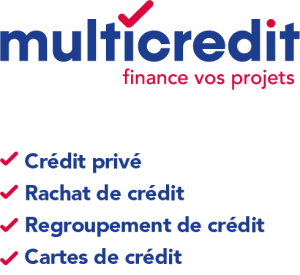 multicredit
finance vos projets
Crédit privé
Rachat de crédit
Regroupement de crédit
Cartes de crédit